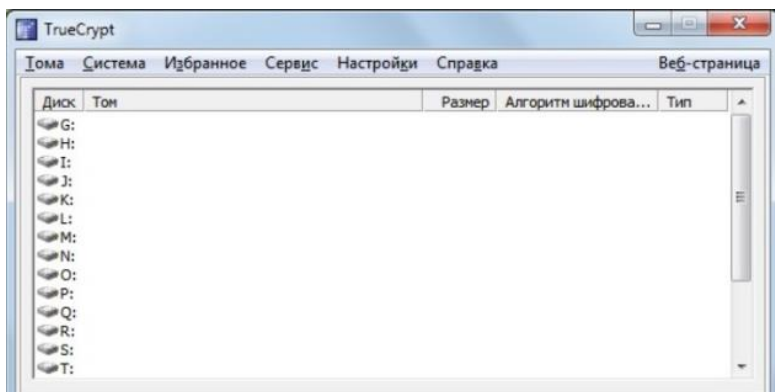 TrueCrypt
Тома Система Избранное Сервис Настройки Справка Веб-страница
Диск Том Размер Алгоритм шифрова... Тип
G:
H:
I:
J:
K:
L:
M:
N:
O:
P:
Q:
R:
S:
T: